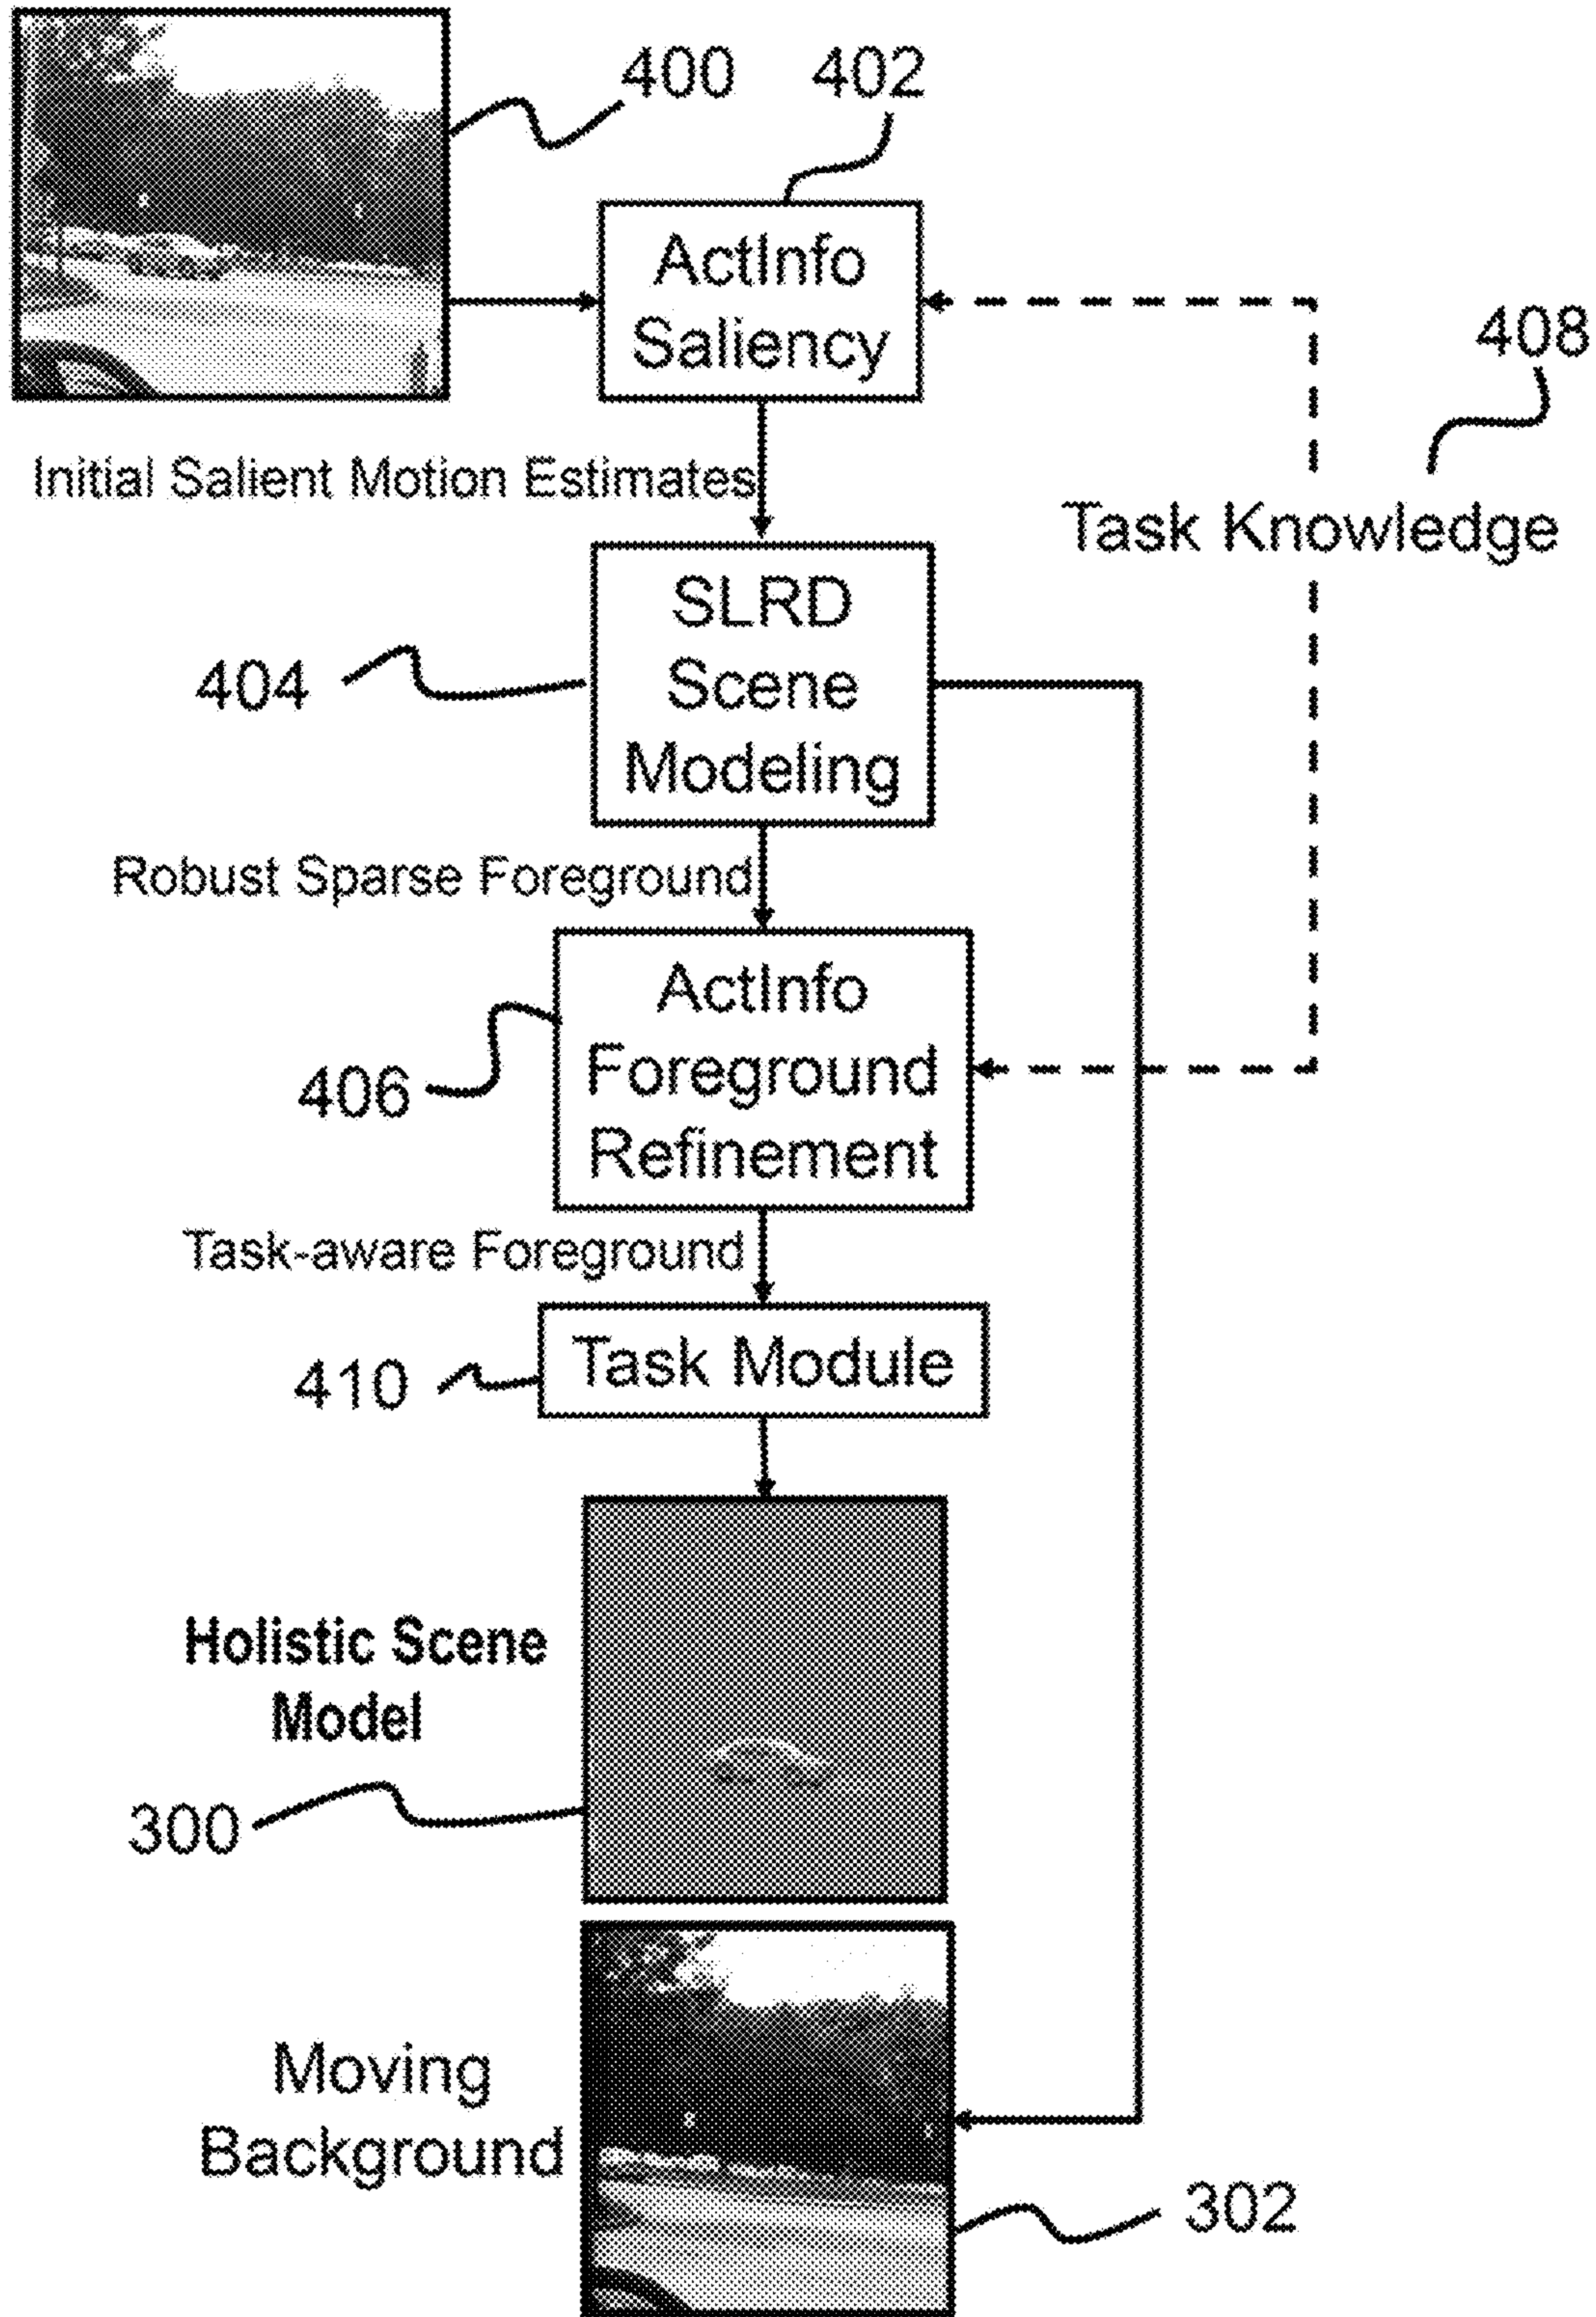 400
402
ActInfo
Saliency
408
Initial Salient Motion Estimates
Task Knowledge
SLRD
Scene
Modeling
404
Robust Sparse Foreground
ActInfo
Foreground
Refinement
406
Task-aware Foreground
Task Module
410
Holistic Scene
Model
300
Moving
Background
302